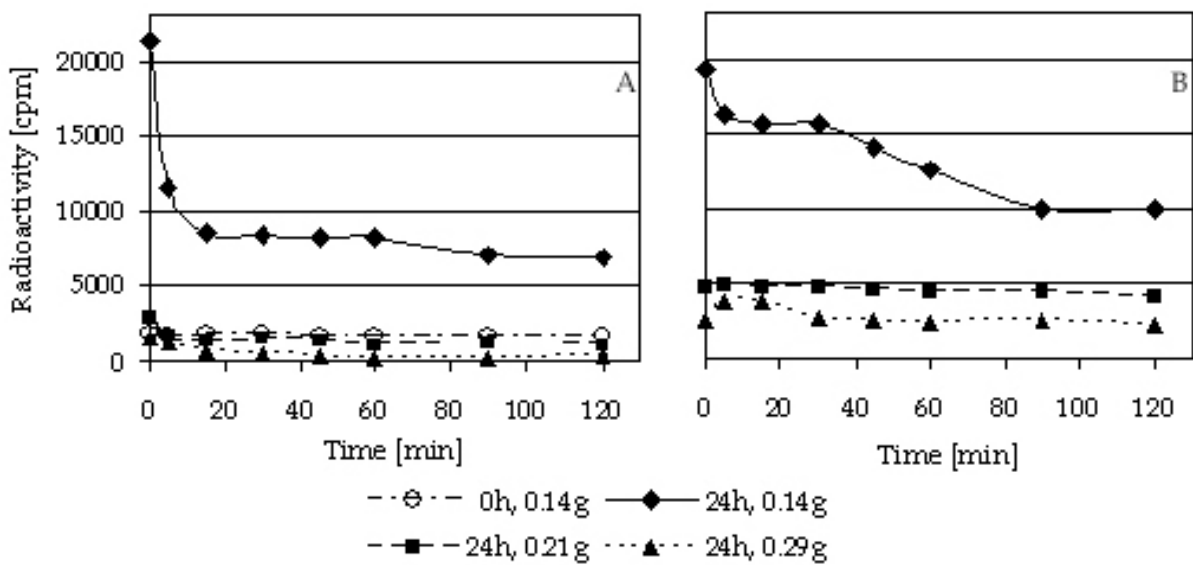 A
B
Radioactivity [cpm]
20000
15000
10000
5000
0
0 20 40 60 80 100 120
0 20 40 60 80 100 120
Time [min]
Time [min]
0h, 0.14g 24h, 0.14g
24h, 0.21g 24h, 0.29g